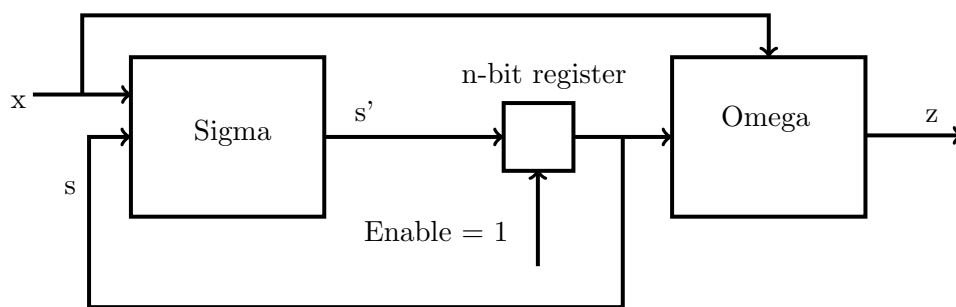 n-bit register
x
s'
Sigma
Omega
z
s
Enable = 1